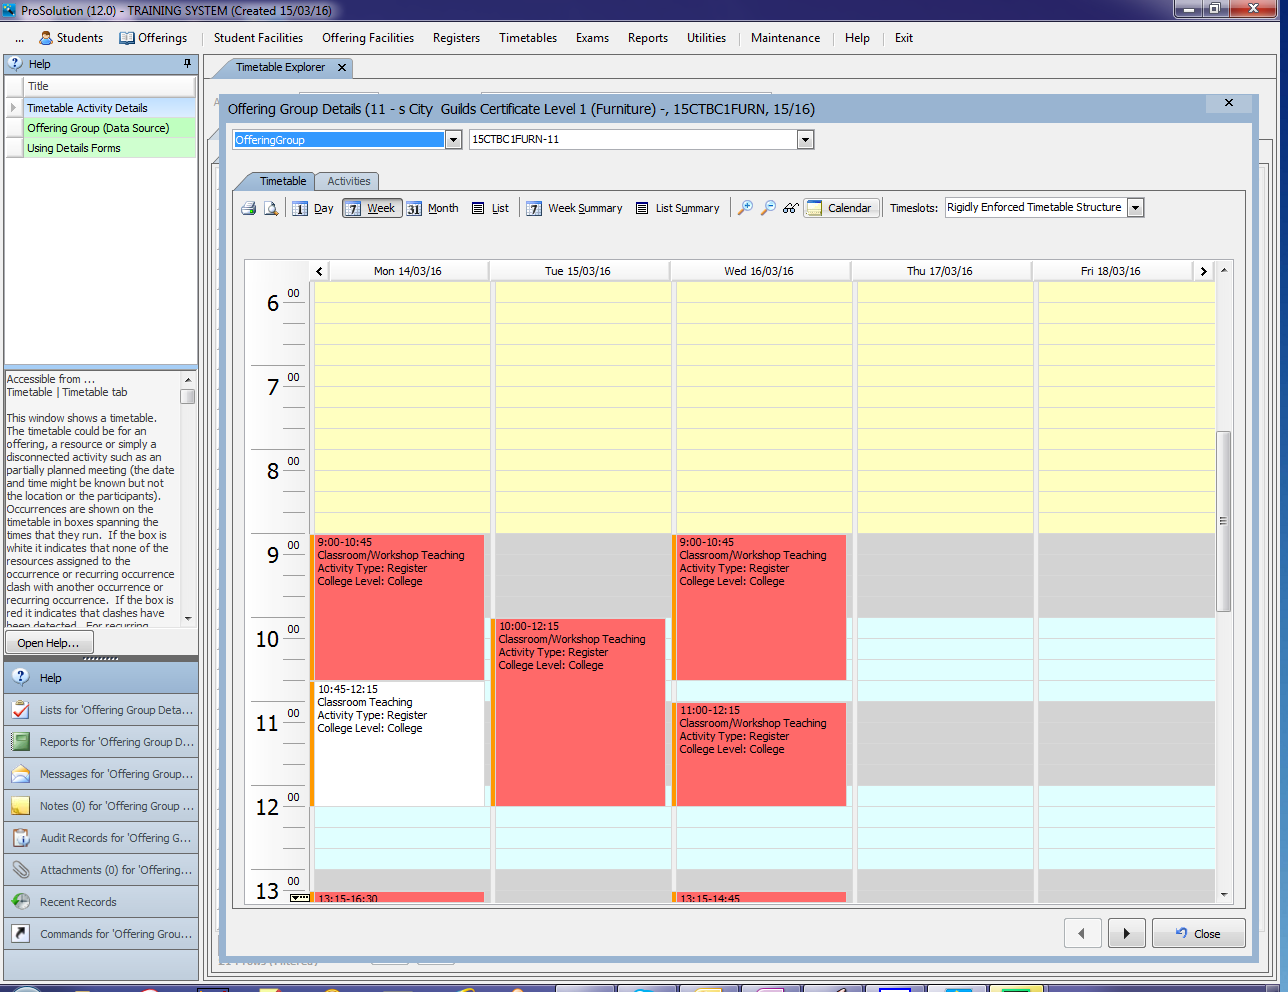 ProSolution (12.0) - TRAINING SYSTEM (Created 15/03/16)
... Students Offerings Student Facilities Offering Facilities Registers Timetables Exams Reports Utilities Maintenance Help Exit
Help
Title
Timetable Activity Details
Offering Group (Data Source)
Using Details Forms
Accessible from ...
Timetable | Timetable tab
This window shows a timetable.
The timetable could be for an
offering, a resource or simply a
disconnected activity such as an
partially planned meeting (the date
and time might be known but not
the location or the participants).
Occurrences are shown on the
timetable in boxes spanning the
times that they run.  If the box is
white it indicates that none of the
resources assigned to the
occurrence or recurring occurrence
clash with another occurrence or
recurring occurrence.  If the box is
red it indicates that clashes have
been detected.  For recurring
Open Help...
Help
Lists for 'Offering Group Deta...
Reports for 'Offering Group D...
Messages for 'Offering Group...
Notes (0) for 'Offering Group ...
Audit Records for 'Offering G...
Attachments (0) for 'Offering...
Recent Records
Commands for 'Offering Grou...
Timetable Explorer
Offering Group Details (11 - s City  Guilds Certificate Level 1 (Furniture) -, 15CTBC1FURN, 15/16)
OfferingGroup 15CTBC1FURN-11
Timetable Activities
1 Day 7 Week 31 Month List 7 Week Summary List Summary Calendar Timeslots: Rigidly Enforced Timetable Structure
Mon 14/03/16 Tue 15/03/16 Wed 16/03/16 Thu 17/03/16 Fri 18/03/16
6 00
7 00
8 00
9 00
10 00
11 00
12 00
13 00
9:00-10:45
Classroom/Workshop Teaching
Activity Type: Register
College Level: College
10:45-12:15
Classroom Teaching
Activity Type: Register
College Level: College
13:15-16:30
10:00-12:15
Classroom/Workshop Teaching
Activity Type: Register
College Level: College
9:00-10:45
Classroom/Workshop Teaching
Activity Type: Register
College Level: College
11:00-12:15
Classroom/Workshop Teaching
Activity Type: Register
College Level: College
13:15-14:45
Close